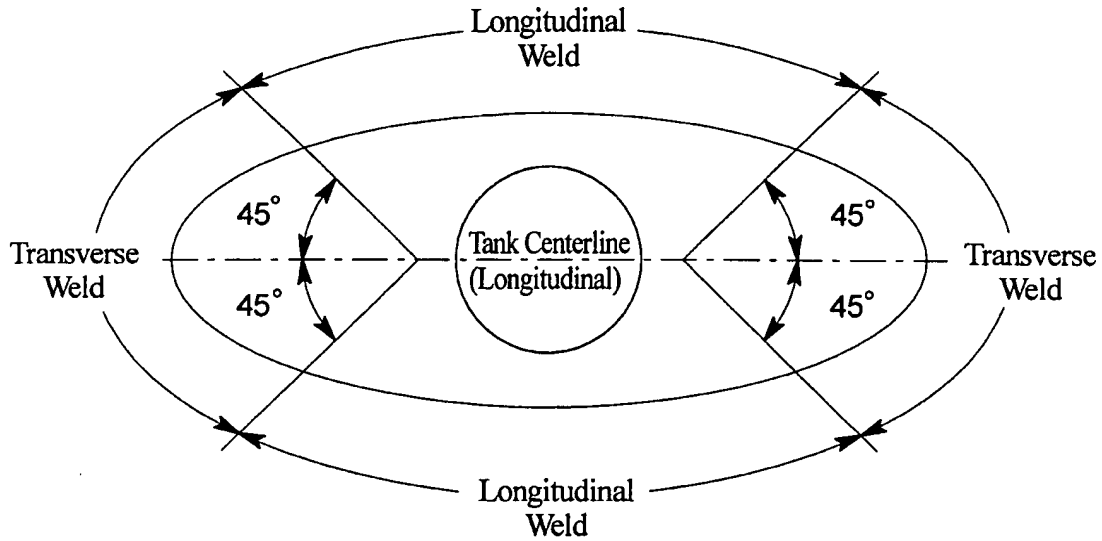 Longitudinal
Weld
45°
45°
Transverse
Weld
Tank Centerline
(Longitudinal)
Transverse
Weld
45°
45°
Longitudinal
Weld